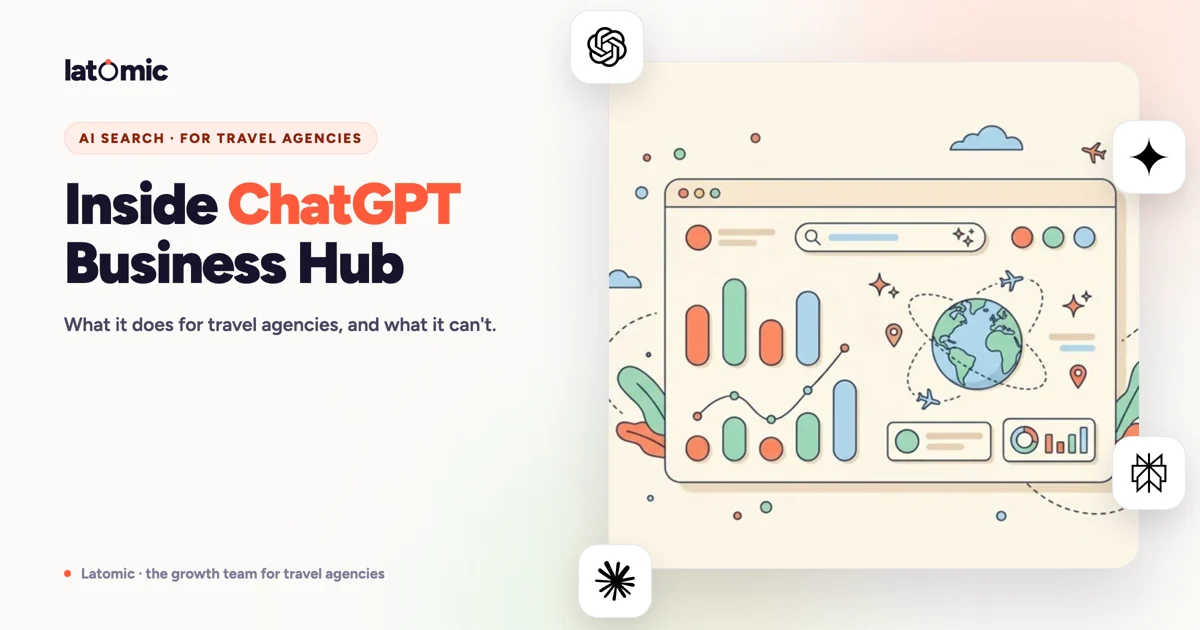 latomic
AI SEARCH · FOR TRAVEL AGENCIES
Inside ChatGPT
Business Hub
What it does for travel agencies, and what it can't.
Latomic · the growth team for travel agencies